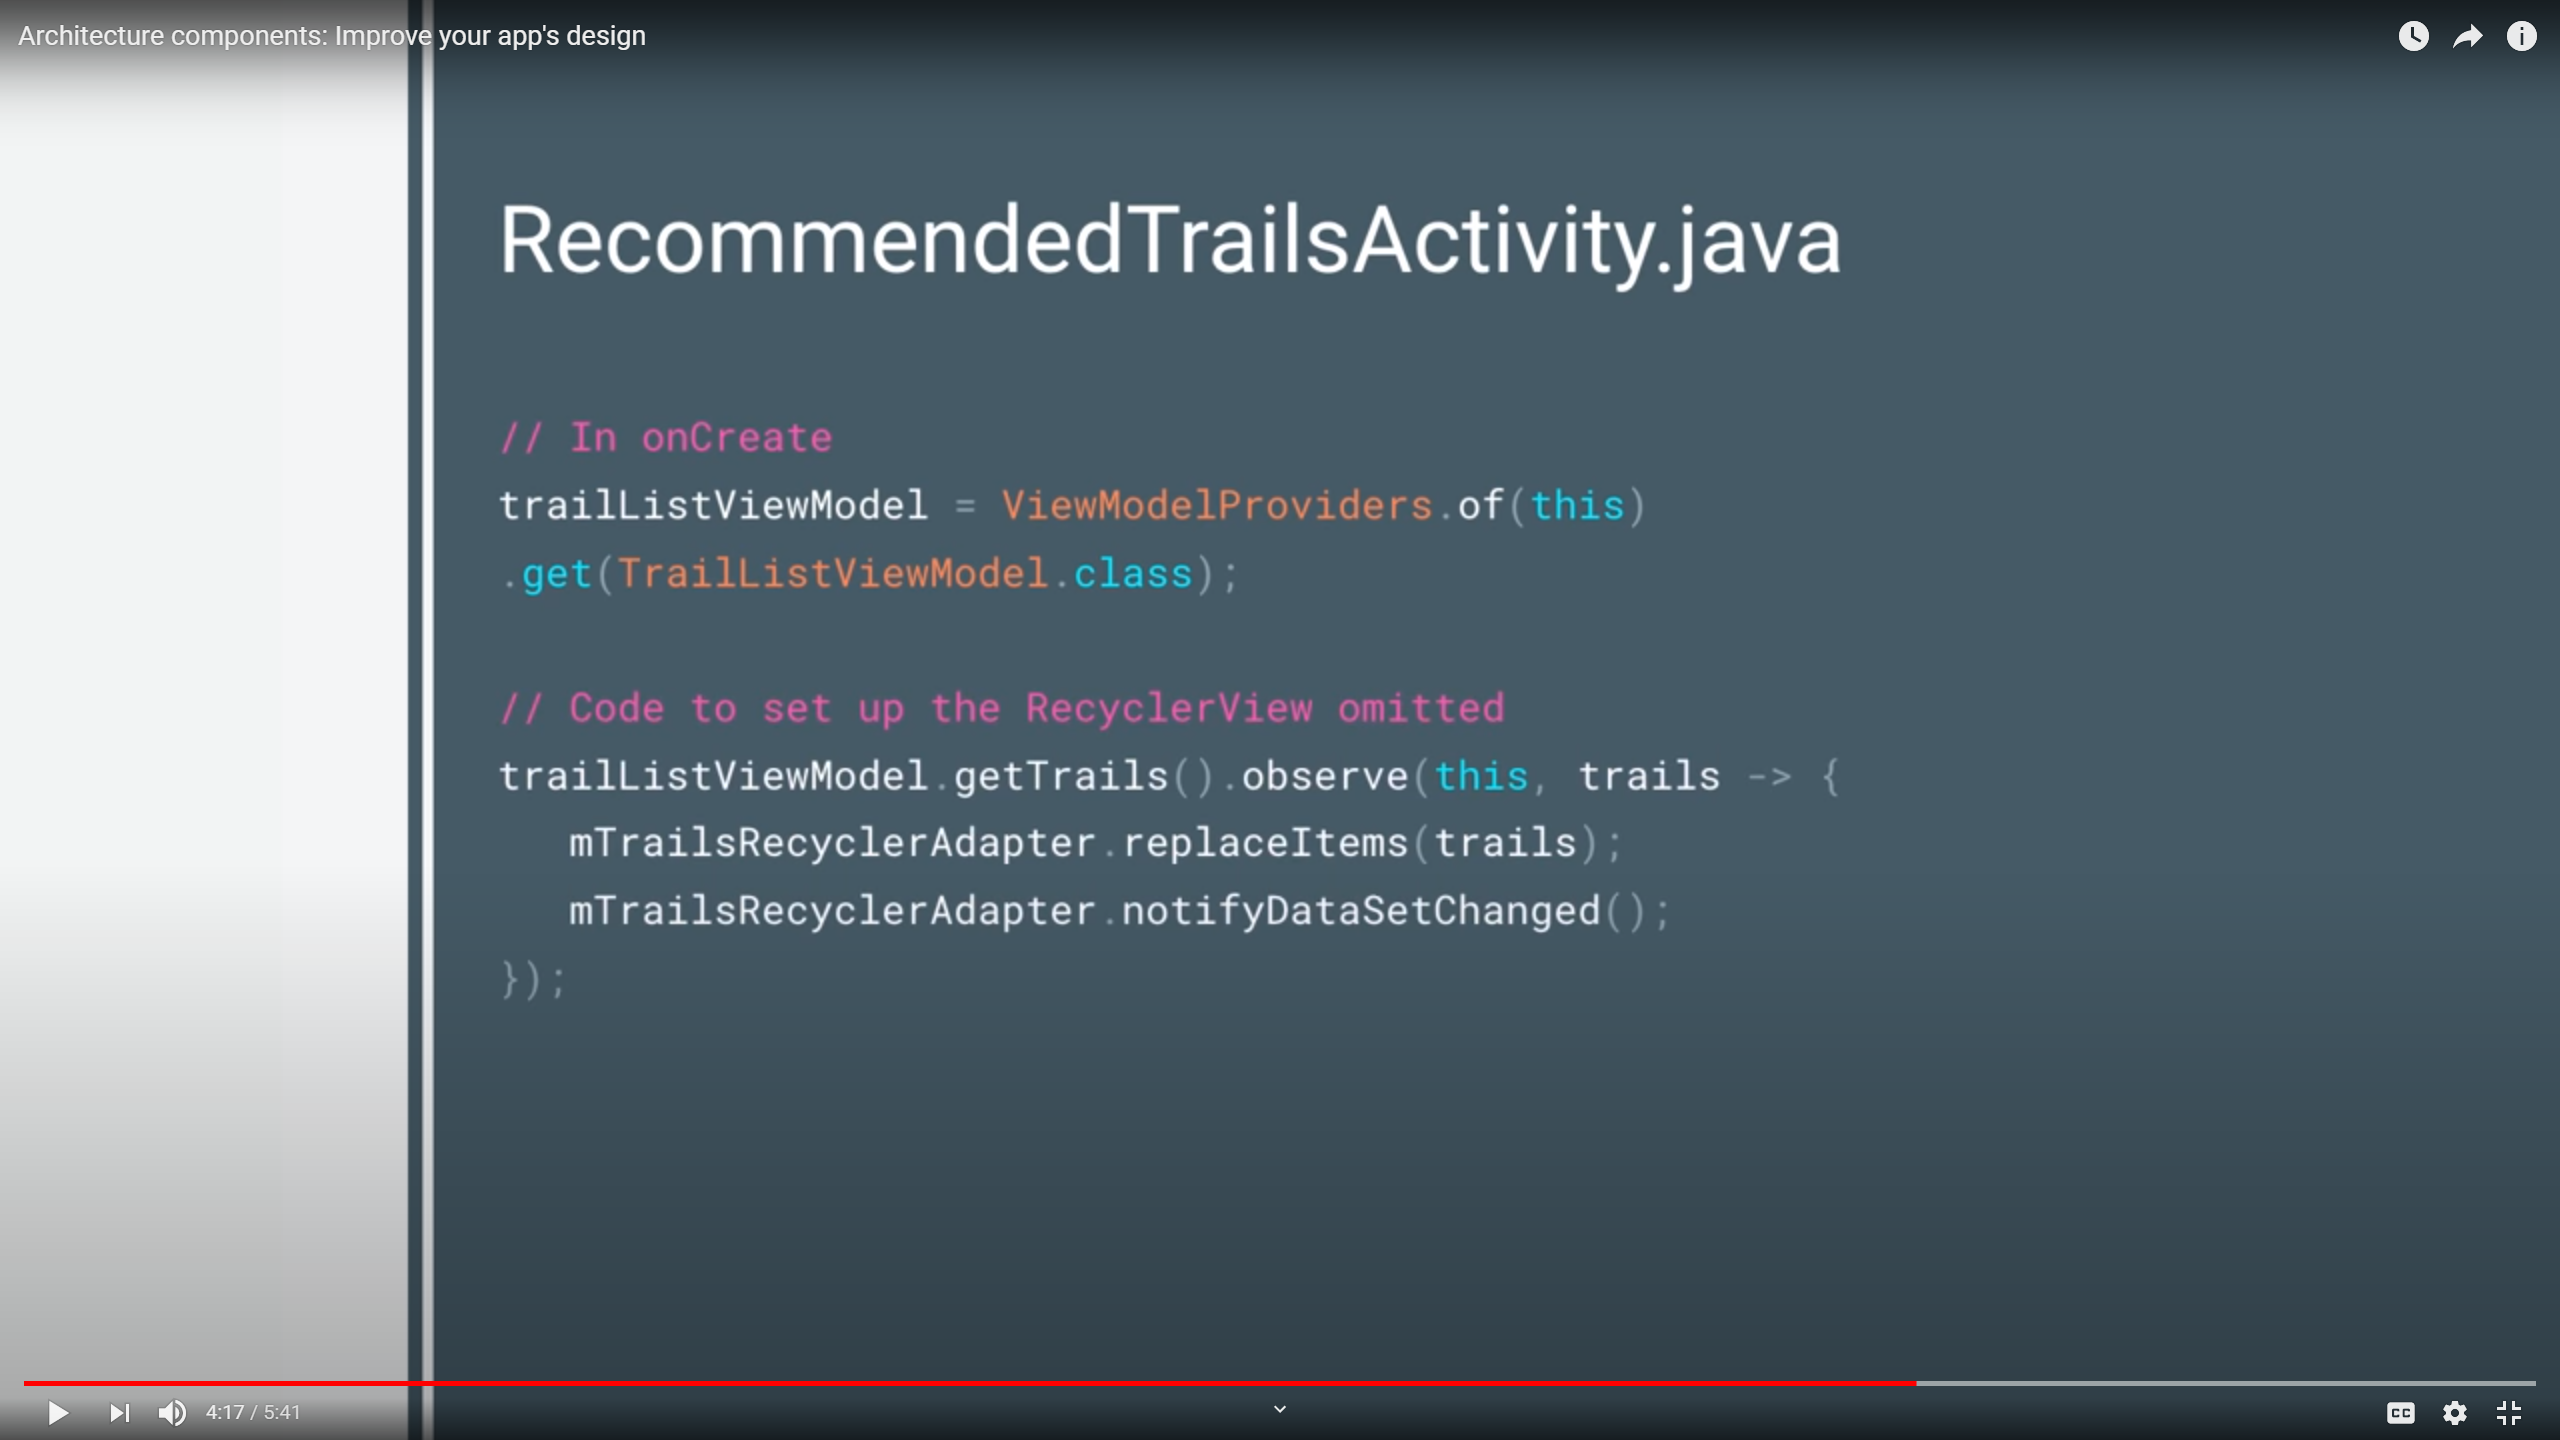 Architecture components: Improve your app's design
RecommendedTrailsActivity.java
// In onCreate
trailListViewModel = ViewModelProviders.of(this)
.get(TrailListViewModel.class);
// Code to set up the RecyclerView omitted
trailListViewModel.getTrails().observe(this, trails -> {
   mTrailsRecyclerAdapter.replaceItems(trails);
   mTrailsRecyclerAdapter.notifyDataSetChanged();
});
4:17 / 5:41
CC